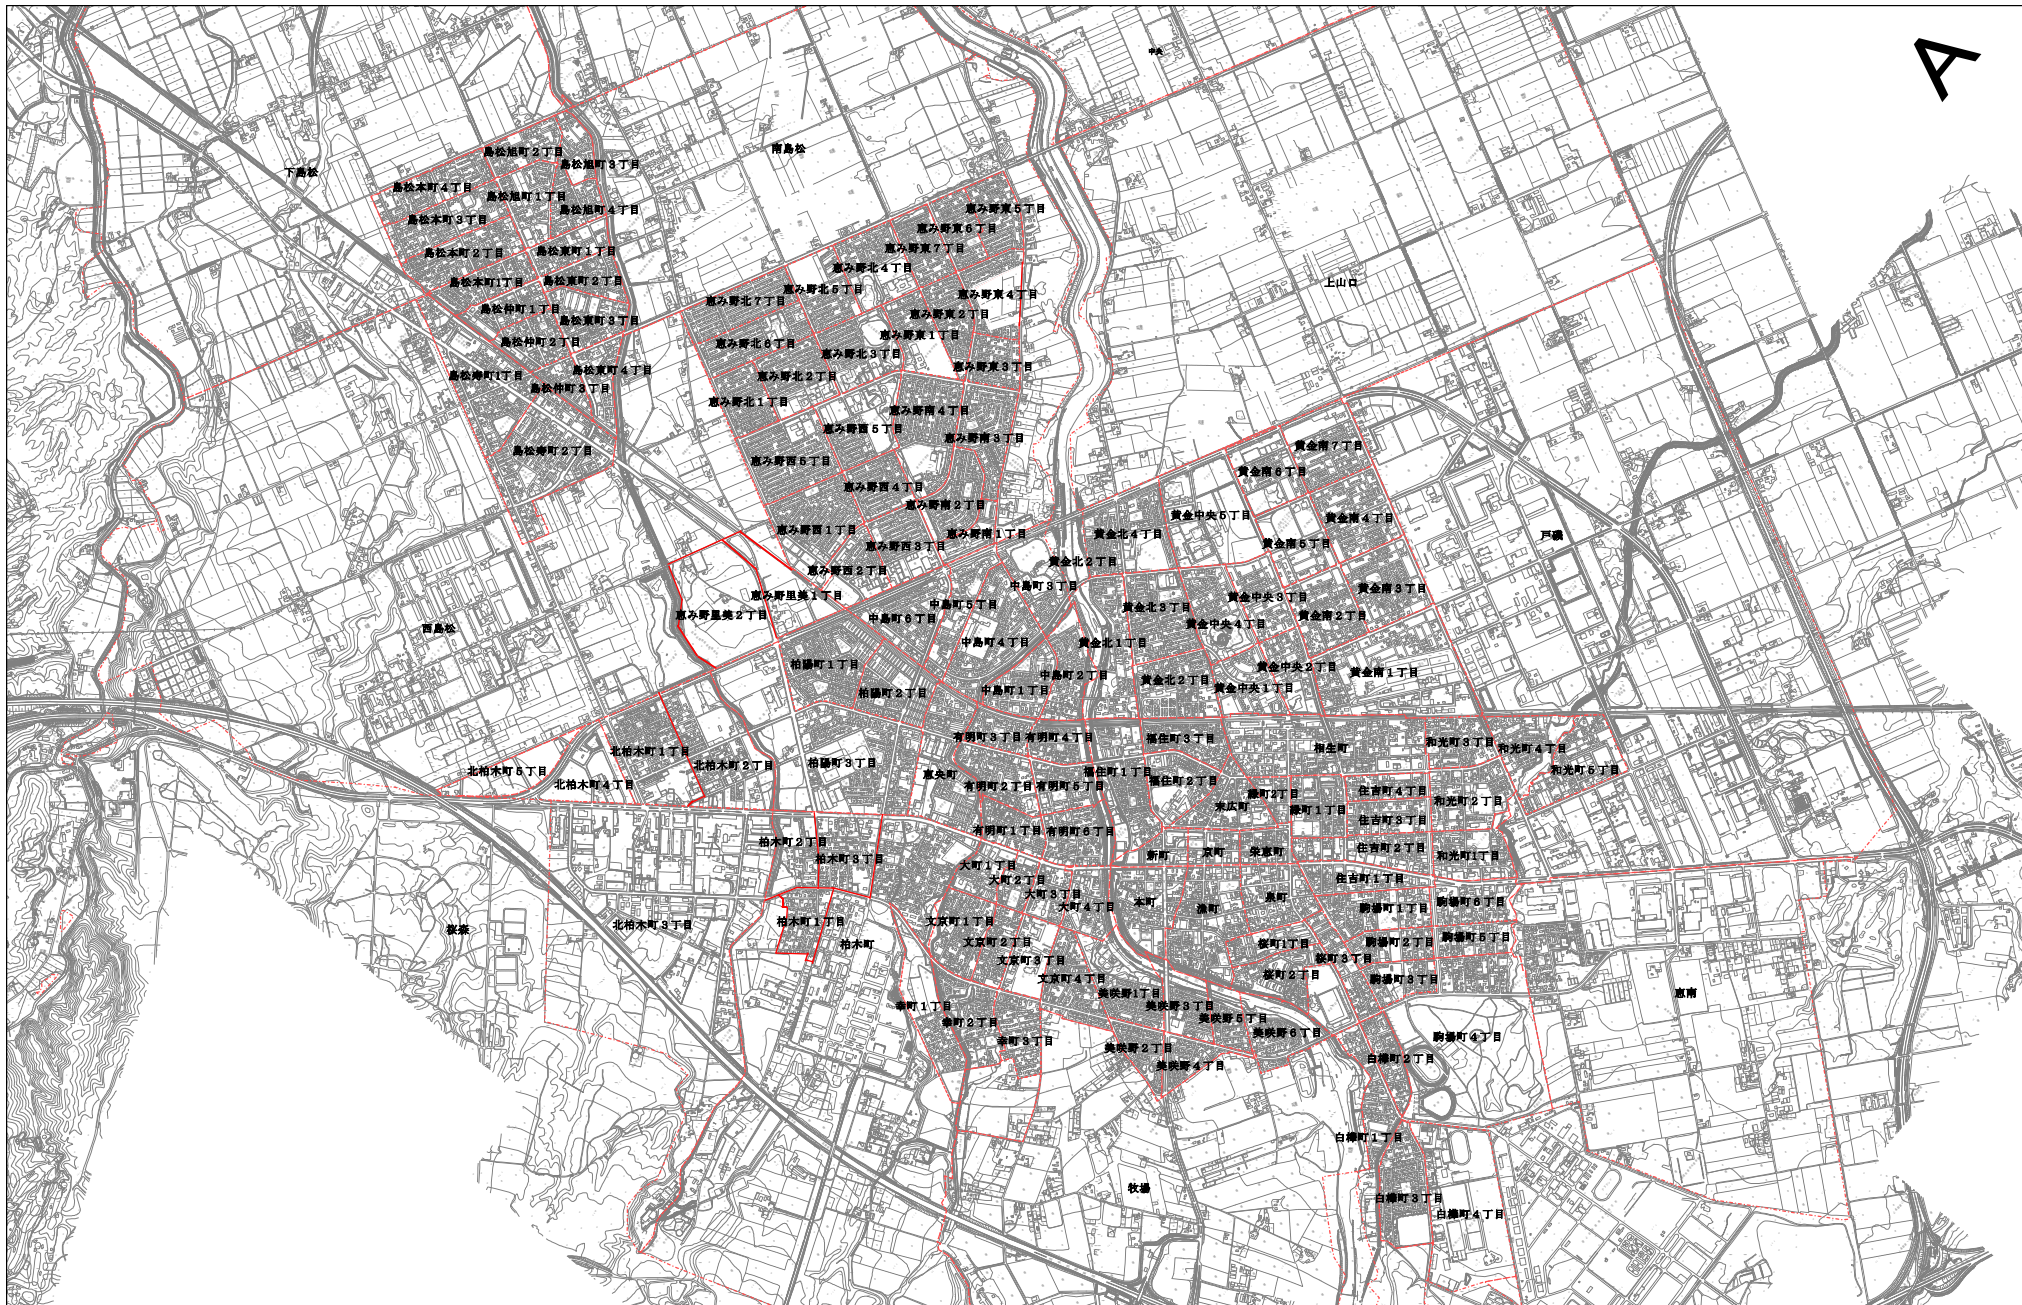 中央
A
南島松
下島松
島松旭町2丁目
島松旭町3丁目
島松本町4丁目
島松旭町1丁目
島松旭町4丁目
島松本町3丁目
島松本町2丁目
島松東町1丁目
島松本町1丁目
島松東町2丁目
島松仲町1丁目
島松東町3丁目
島松仲町2丁目
島松東町4丁目
島松寿町1丁目
島松仲町3丁目
島松寿町2丁目
恵み野東5丁目
恵み野東6丁目
恵み野東7丁目
恵み野北4丁目
恵み野北5丁目
恵み野北7丁目
恵み野東4丁目
恵み野東2丁目
恵み野東1丁目
恵み野北6丁目
恵み野北3丁目
恵み野東3丁目
恵み野北2丁目
恵み野北1丁目
恵み野南4丁目
恵み野西5丁目
恵み野南3丁目
恵み野西5丁目
恵み野西4丁目
恵み野南2丁目
恵み野西1丁目
恵み野南1丁目
恵み野西3丁目
恵み野西2丁目
恵み野里美1丁目
恵み野里美2丁目
上山口
戸磯
黄金南7丁目
黄金南6丁目
黄金中央5丁目
黄金南4丁目
黄金北4丁目
黄金南5丁目
黄金北2丁目
黄金南3丁目
黄金中央3丁目
黄金北3丁目
黄金南2丁目
黄金中央4丁目
黄金北1丁目
黄金中央2丁目
黄金南1丁目
黄金北2丁目
黄金中央1丁目
中島町3丁目
中島町5丁目
中島町6丁目
中島町4丁目
中島町2丁目
中島町1丁目
西島松
柏陽町1丁目
柏陽町2丁目
柏陽町3丁目
北柏木町1丁目
北柏木町2丁目
北柏木町5丁目
北柏木町4丁目
恵央町
有明町3丁目
有明町4丁目
有明町2丁目
有明町5丁目
有明町1丁目
有明町6丁目
福住町3丁目
福住町1丁目
福住町2丁目
相生町
和光町3丁目
和光町4丁目
和光町5丁目
末広町
緑町2丁目
緑町1丁目
住吉町4丁目
和光町2丁目
住吉町3丁目
住吉町2丁目
和光町1丁目
住吉町1丁目
柏木町2丁目
柏木町3丁目
柏木町1丁目
柏木町
北柏木町3丁目
桜森
大町1丁目
大町2丁目
大町3丁目
大町4丁目
新町
京町
栄恵町
本町
漁町
泉町
駒場町1丁目
駒場町6丁目
駒場町2丁目
駒場町5丁目
駒場町3丁目
駒場町4丁目
文京町1丁目
文京町2丁目
文京町3丁目
文京町4丁目
桜町1丁目
桜町3丁目
桜町2丁目
美咲野1丁目
美咲野3丁目
美咲野5丁目
美咲野6丁目
美咲野2丁目
美咲野4丁目
幸町1丁目
幸町2丁目
幸町3丁目
恵南
白樺町2丁目
白樺町1丁目
白樺町3丁目
白樺町4丁目
牧場